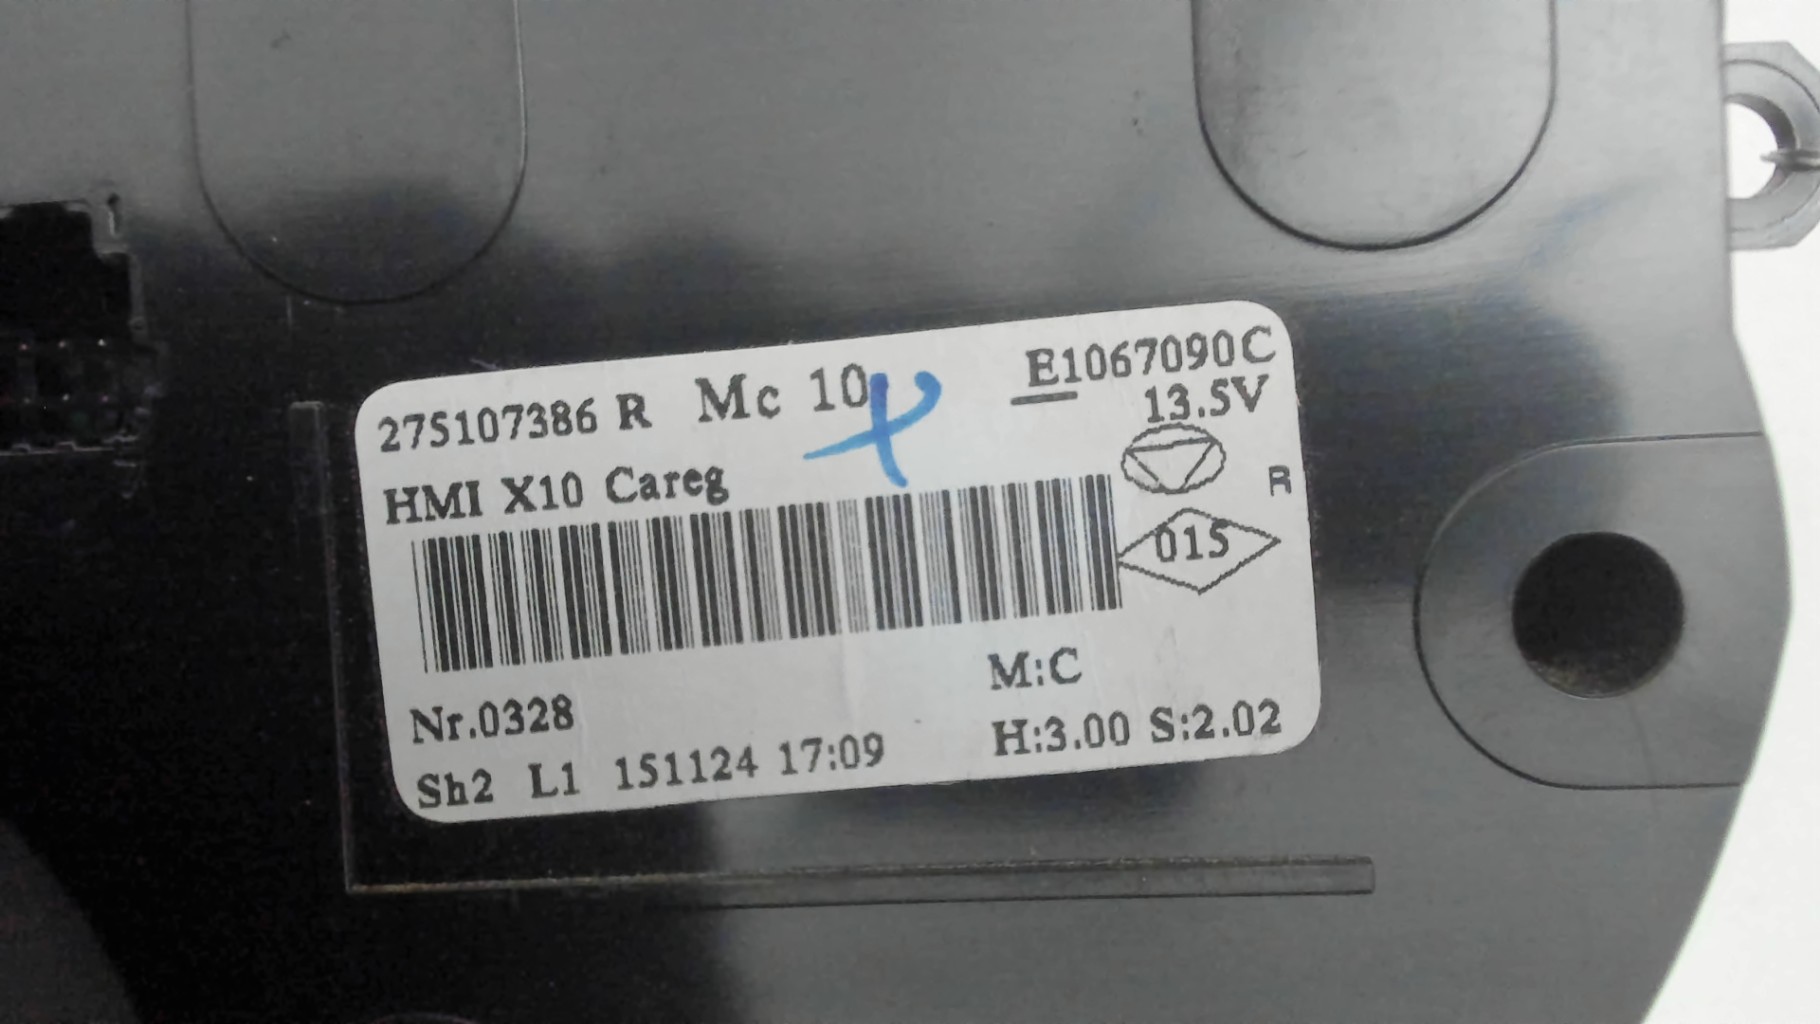 275107386 R Mc 10 E1067090C
13.5V
HMI X10 Careg
R
015
M:C
Nr.0328
H:3.00 S:2.02
Sh2 L1 151124 17:09